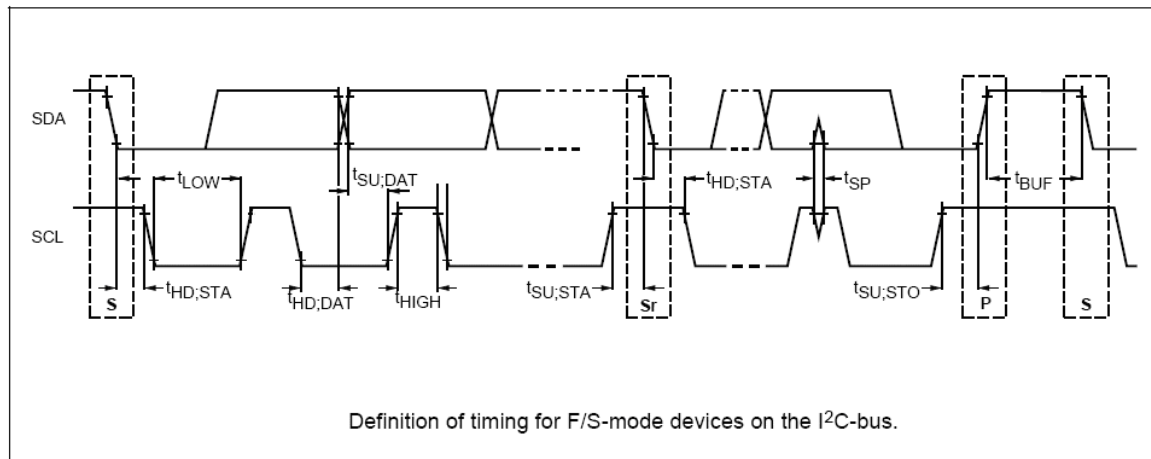 SDA
tLOW
tSU;DAT
tHD;STA
tSP
tBUF
SCL
S
tHD;STA
tHD;DAT
tHIGH
tSU;STA
Sr
tSU;STO
P
S
Definition of timing for F/S-mode devices on the I²C-bus.